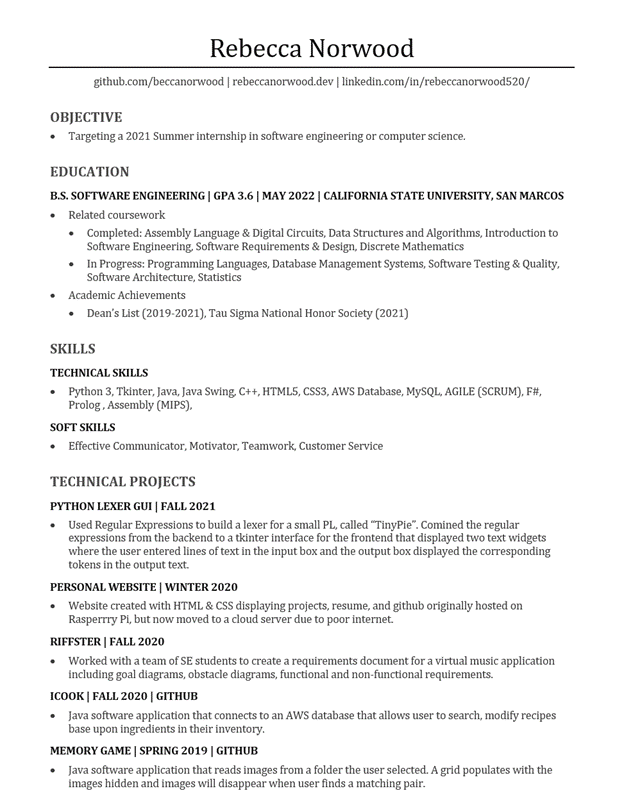 Rebecca Norwood
github.com/beccanorwood | rebeccanorwood.dev | linkedin.com/in/rebeccanorwood520/
OBJECTIVE
• Targeting a 2021 Summer internship in software engineering or computer science.
EDUCATION
B.S. SOFTWARE ENGINEERING | GPA 3.6 | MAY 2022 | CALIFORNIA STATE UNIVERSITY, SAN MARCOS
• Related coursework
• Completed: Assembly Language & Digital Circuits, Data Structures and Algorithms, Introduction to
Software Engineering, Software Requirements & Design, Discrete Mathematics
• In Progress: Programming Languages, Database Management Systems, Software Testing & Quality,
Software Architecture, Statistics
• Academic Achievements
• Dean's List (2019-2021), Tau Sigma National Honor Society (2021)
SKILLS
TECHNICAL SKILLS
• Python 3, Tkinter, Java, Java Swing, C++, HTML5, CSS3, AWS Database, MySQL, AGILE (SCRUM), F#,
Prolog , Assembly (MIPS),
SOFT SKILLS
• Effective Communicator, Motivator, Teamwork, Customer Service
TECHNICAL PROJECTS
PYTHON LEXER GUI | FALL 2021
• Used Regular Expressions to build a lexer for a small PL, called “TinyPie”. Comined the regular
expressions from the backend to a tkinter interface for the frontend that displayed two text widgets
where the user entered lines of text in the input box and the output box displayed the corresponding
tokens in the output text.
PERSONAL WEBSITE | WINTER 2020
• Website created with HTML & CSS displaying projects, resume, and github originally hosted on
Rasperrry Pi, but now moved to a cloud server due to poor internet.
RIFFSTER | FALL 2020
• Worked with a team of SE students to create a requirements document for a virtual music application
including goal diagrams, obstacle diagrams, functional and non-functional requirements.
ICOOK | FALL 2020 | GITHUB
• Java software application that connects to an AWS database that allows user to search, modify recipes
base upon ingredients in their inventory.
MEMORY GAME | SPRING 2019 | GITHUB
• Java software application that reads images from a folder the user selected. A grid populates with the
images hidden and images will disappear when user finds a matching pair.